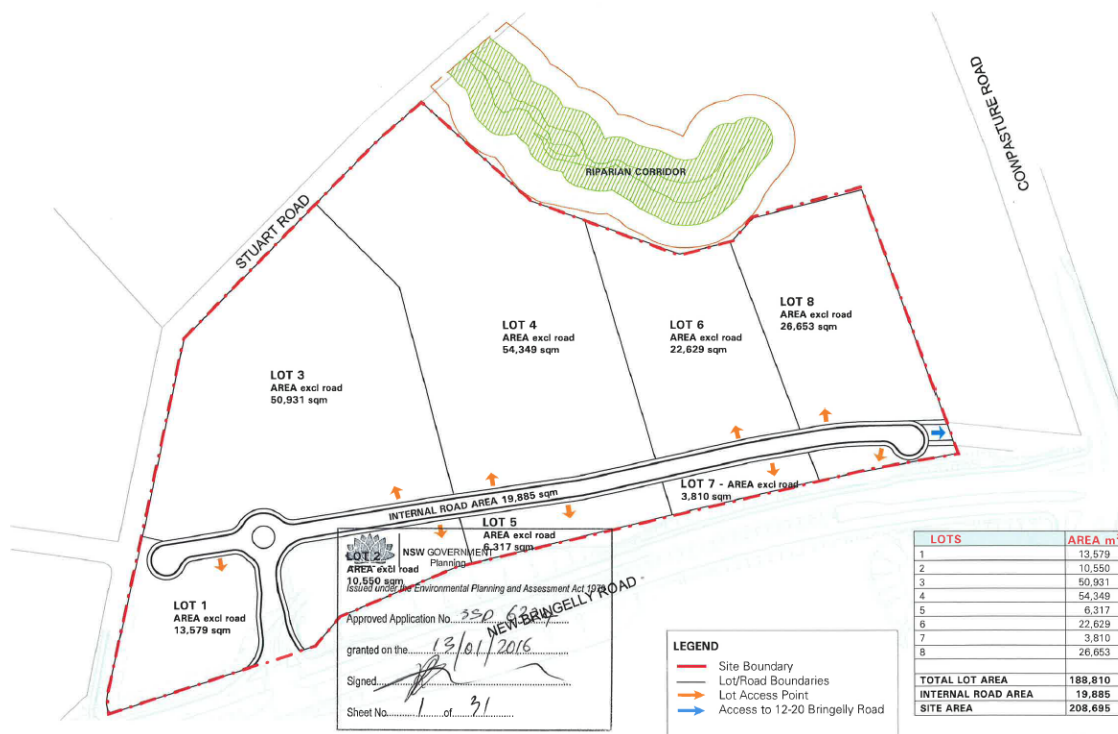 COWPASTURE ROAD
RIPARIAN CORRIDOR
STUART ROAD
LOT 8
AREA excl road
26,653 sqm
LOT 4
AREA excl road
54,349 sqm
LOT 6
AREA excl road
22,629 sqm
LOT 3
AREA excl road
50,931 sqm
LOT 7 - AREA excl road
3,810 sqm
INTERNAL ROAD AREA 19,885 sqm
LOT 5
AREA excl road
6,317 sqm
LOT 2
AREA excl road
10,550 sqm
LOT 1
AREA excl road
13,579 sqm
NEW BRINGELLY ROAD
NSW GOVERNMENT
Planning
Issued under the Environmental Planning and Assessment Act 1979
Approved Application No. SSD
granted on the 13/01/2016
Signed
Sheet No. 1 of 31
LEGEND
Site Boundary
Lot/Road Boundaries
Lot Access Point
Access to 12-20 Bringelly Road
LOTS AREA m²
1 13,579
2 10,550
3 50,931
4 54,349
5 6,317
6 22,629
7 3,810
8 26,653
TOTAL LOT AREA 188,810
INTERNAL ROAD AREA 19,885
SITE AREA 208,695